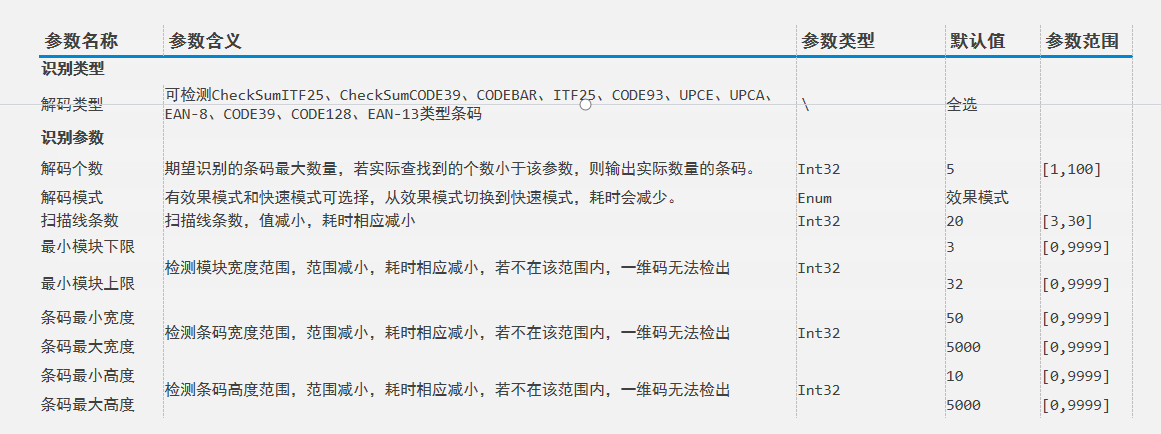 参数名称 参数含义 参数类型 默认值 参数范围
识别类型
解码类型 可检测CheckSumITF25、CheckSumCODE39、CODEBAR、ITF25、CODE93、UPCE、UPCA、 \ 全选
EAN-8、CODE39、CODE128、EAN-13类型条码
识别参数
解码个数 期望识别的条码最大数量，若实际查找到的个数小于该参数，则输出实际数量的条码。 Int32 5 [1,100]
解码模式 有效果模式和快速模式可选择，从效果模式切换到快速模式，耗时会减少。 Enum 效果模式
扫描线条数 扫描线条数，值减小，耗时相应减小 Int32 20 [3,30]
最小模块下限 3 [0,9999]
检测模块宽度范围，范围减小，耗时相应减小，若不在该范围内，一维码无法检出 Int32
最小模块上限 32 [0,9999]
条码最小宽度 50 [0,9999]
检测条码宽度范围，范围减小，耗时相应减小，若不在该范围内，一维码无法检出 Int32
条码最大宽度 5000 [0,9999]
条码最小高度 10 [0,9999]
检测条码高度范围，范围减小，耗时相应减小，若不在该范围内，一维码无法检出 Int32
条码最大高度 5000 [0,9999]